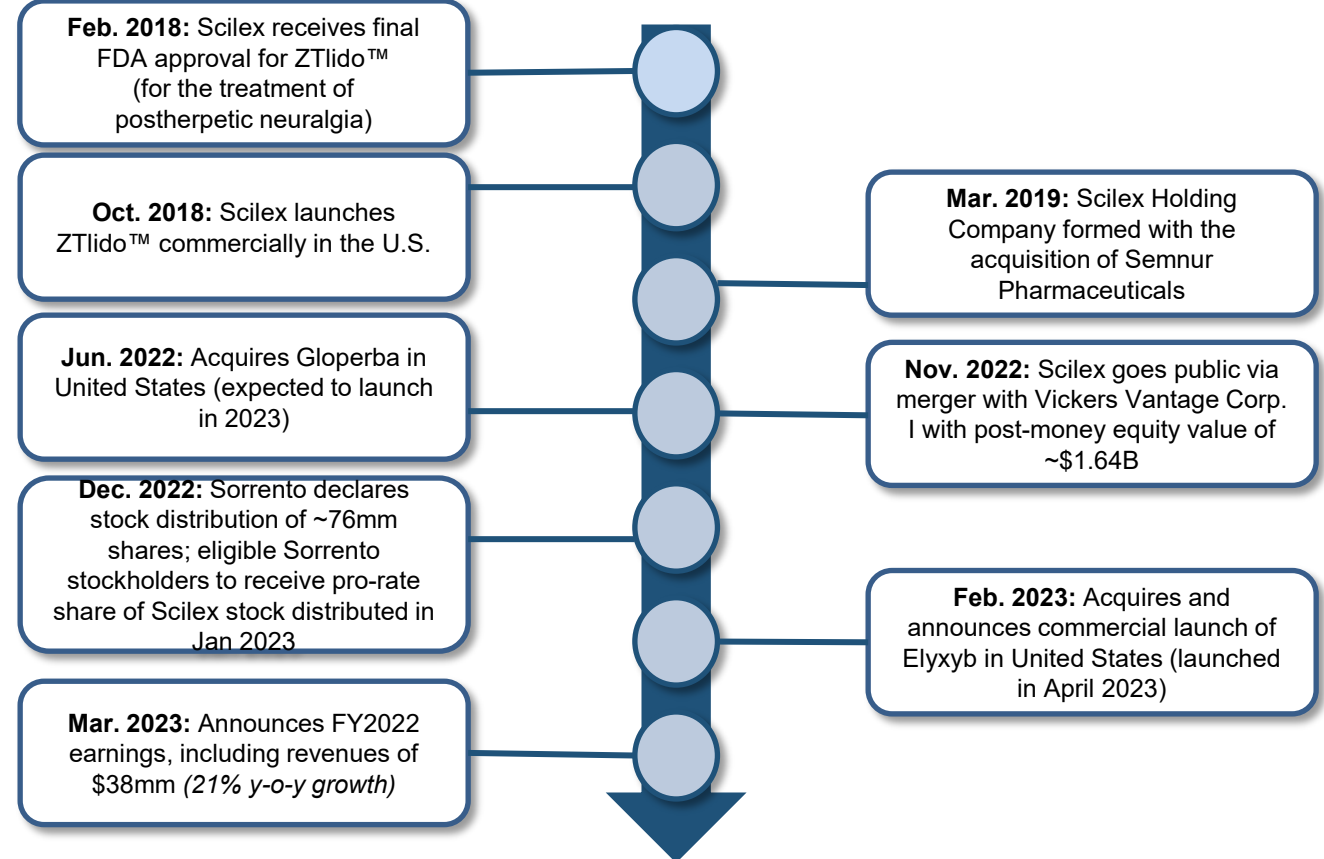 Feb. 2018: Scilex receives final
FDA approval for ZTlido™
(for the treatment of
postherpetic neuralgia)
Oct. 2018: Scilex launches
ZTlido™ commercially in the U.S.
Mar. 2019: Scilex Holding
Company formed with the
acquisition of Semnur
Pharmaceuticals
Jun. 2022: Acquires Gloperba in
United States (expected to launch
in 2023)
Nov. 2022: Scilex goes public via
merger with Vickers Vantage Corp.
I with post-money equity value of
~$1.64B
Dec. 2022: Sorrento declares
stock distribution of ~76mm
shares; eligible Sorrento
stockholders to receive pro-rate
share of Scilex stock distributed in
Jan 2023
Feb. 2023: Acquires and
announces commercial launch of
Elyxyb in United States (launched
in April 2023)
Mar. 2023: Announces FY2022
earnings, including revenues of
$38mm (21% y-o-y growth)